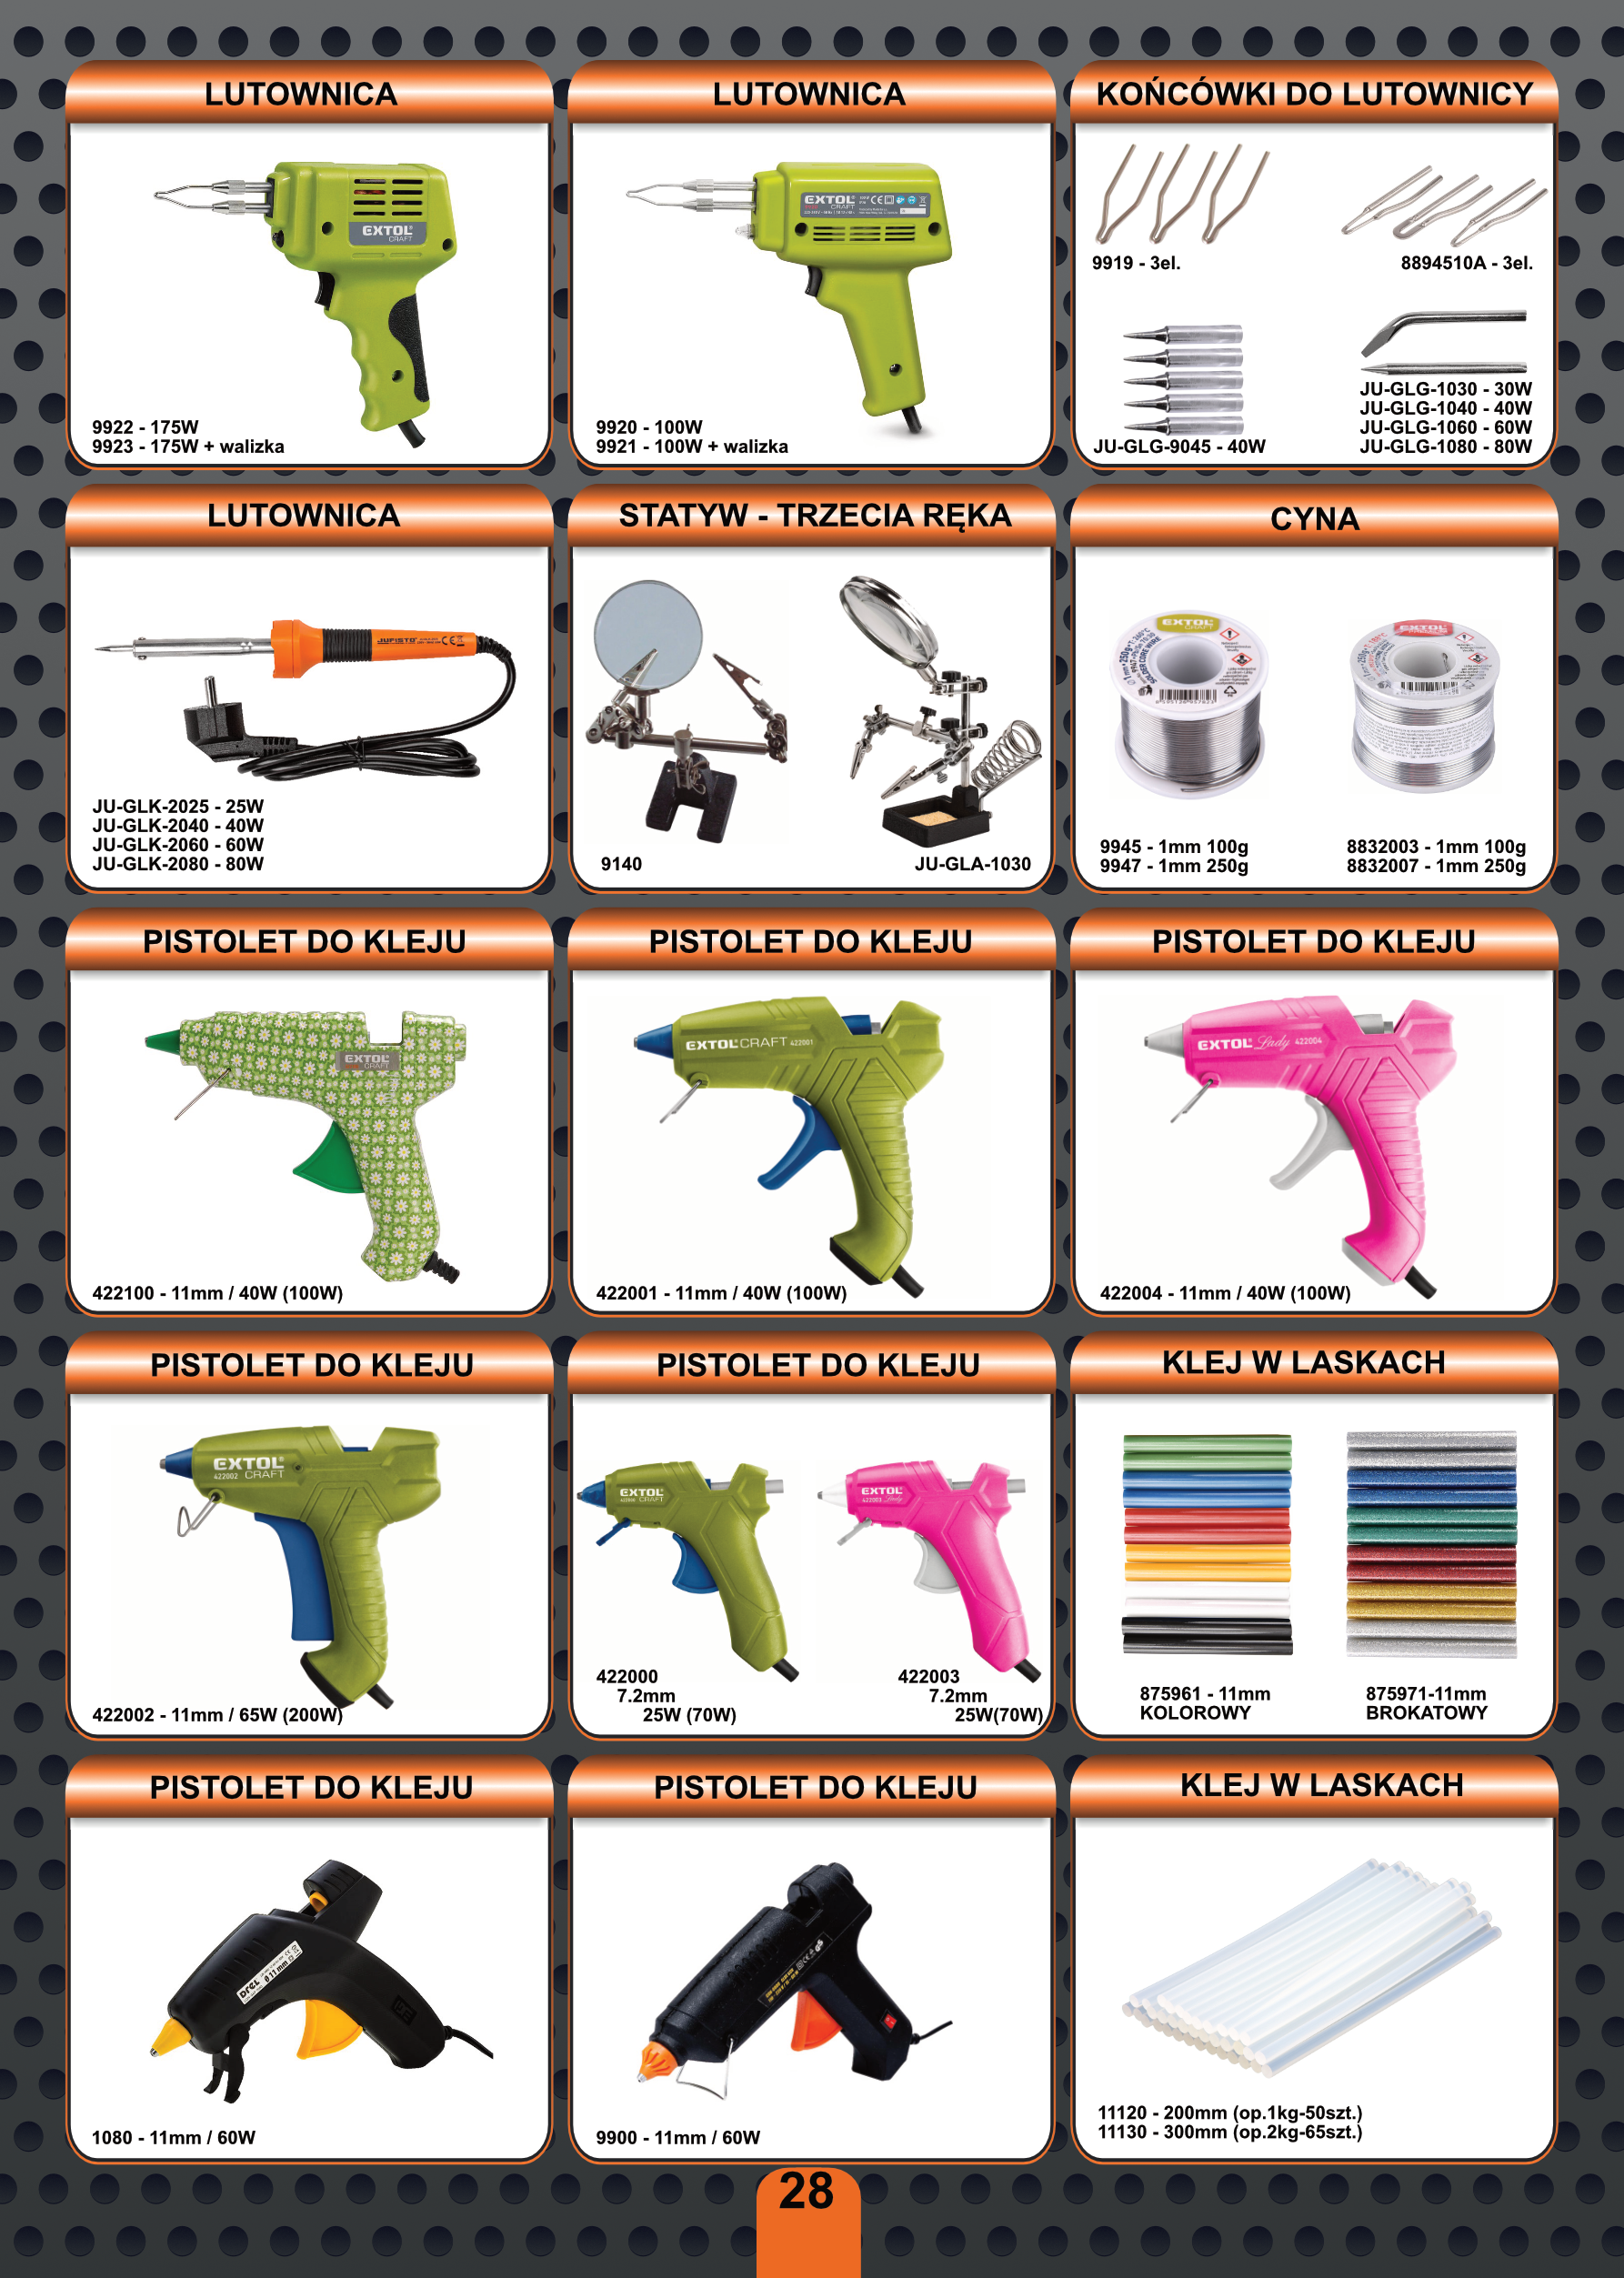 LUTOWNICA
EXTOL
CRAFT
9922 - 175W
9923 - 175W + walizka
LUTOWNICA
EXTOL
CRAFT
9920 - 100W
9921 - 100W + walizka
KOŃCÓWKI DO LUTOWNICY
9919 - 3el.
8894510A - 3el.
JU-GLG-9045 - 40W
JU-GLG-1030 - 30W
JU-GLG-1040 - 40W
JU-GLG-1060 - 60W
JU-GLG-1080 - 80W
LUTOWNICA
JUFISTO
JU-GLK-2025 - 25W
JU-GLK-2040 - 40W
JU-GLK-2060 - 60W
JU-GLK-2080 - 80W
STATYW - TRZECIA RĘKA
9140
JU-GLA-1030
CYNA
EXTOL
CRAFT
SOLDER CORE WIRE
EXTOL
9945 - 1mm 100g
9947 - 1mm 250g
8832003 - 1mm 100g
8832007 - 1mm 250g
PISTOLET DO KLEJU
EXTOL
CRAFT
422100 - 11mm / 40W (100W)
PISTOLET DO KLEJU
EXTOL CRAFT 422001
422001 - 11mm / 40W (100W)
PISTOLET DO KLEJU
EXTOL Lady 422004
422004 - 11mm / 40W (100W)
PISTOLET DO KLEJU
EXTOL
422002 CRAFT
422002 - 11mm / 65W (200W)
PISTOLET DO KLEJU
EXTOL
CRAFT
EXTOL
422003 Lady
422000
7.2mm
25W (70W)
422003
7.2mm
25W(70W)
KLEJ W LASKACH
875961 - 11mm
KOLOROWY
875971-11mm
BROKATOWY
PISTOLET DO KLEJU
Drel
Ø 11 mm
1080 - 11mm / 60W
PISTOLET DO KLEJU
9900 - 11mm / 60W
KLEJ W LASKACH
11120 - 200mm (op.1kg-50szt.)
11130 - 300mm (op.2kg-65szt.)
28